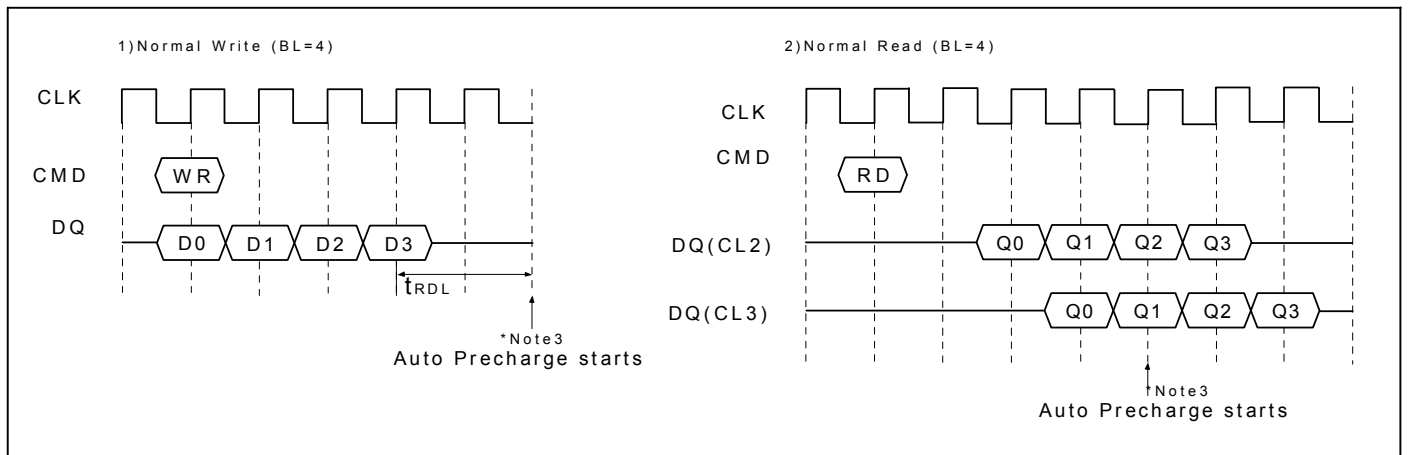 1)Normal Write (BL=4)
CLK
CMD
WR
DQ
D0 D1 D2 D3
tRDL
*Note3
Auto Precharge starts
2)Normal Read (BL=4)
CLK
CMD
RD
DQ(CL2)
Q0 Q1 Q2 Q3
DQ(CL3)
Q0 Q1 Q2 Q3
*Note3
Auto Precharge starts